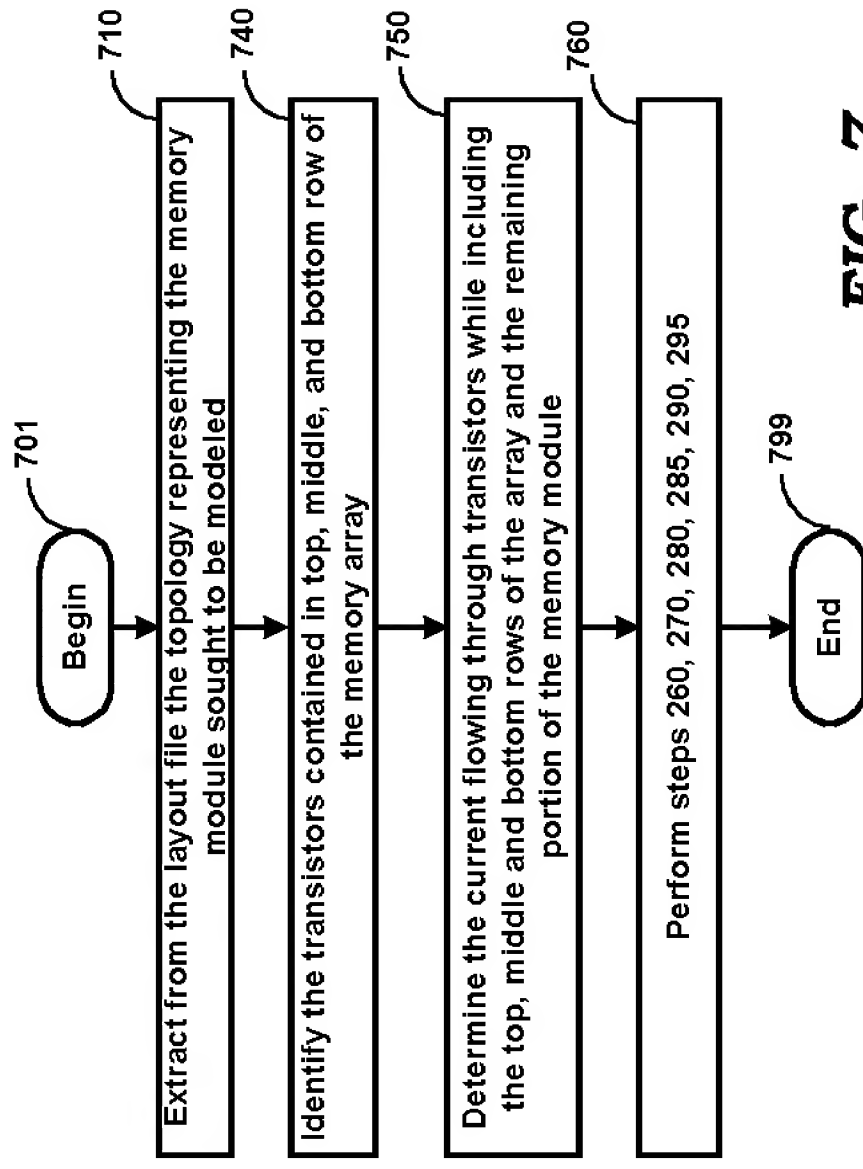 701
Begin
710
Extract from the layout file the topology representing the memory
module sought to be modeled
740
Identify the transistors contained in top, middle, and bottom row of
the memory array
750
Determine the current flowing through transistors while including
the top, middle and bottom rows of the array and the remaining
portion of the memory module
760
Perform steps 260, 270, 280, 285, 290, 295
799
End
FIG. 7